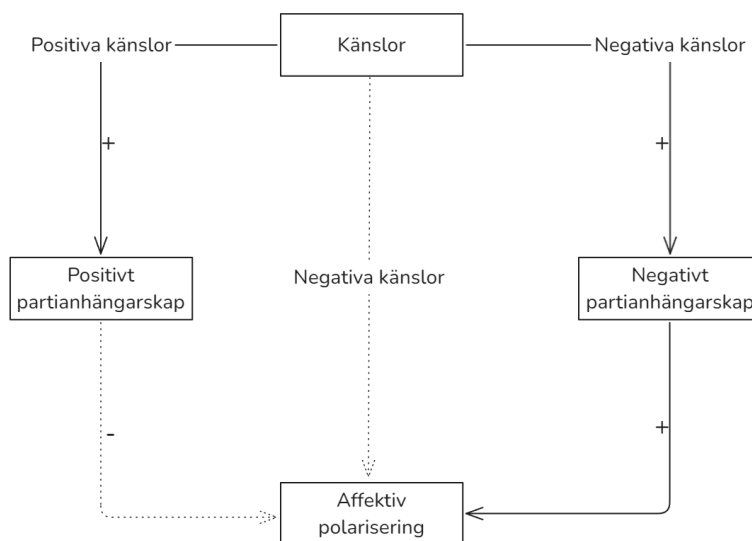 Positiva känslor
Känslor
Negativa känslor
+
+
Positivt
partianhängarskap
Negativa känslor
Negativt
partianhängarskap
-
+
Affektiv
polarisering